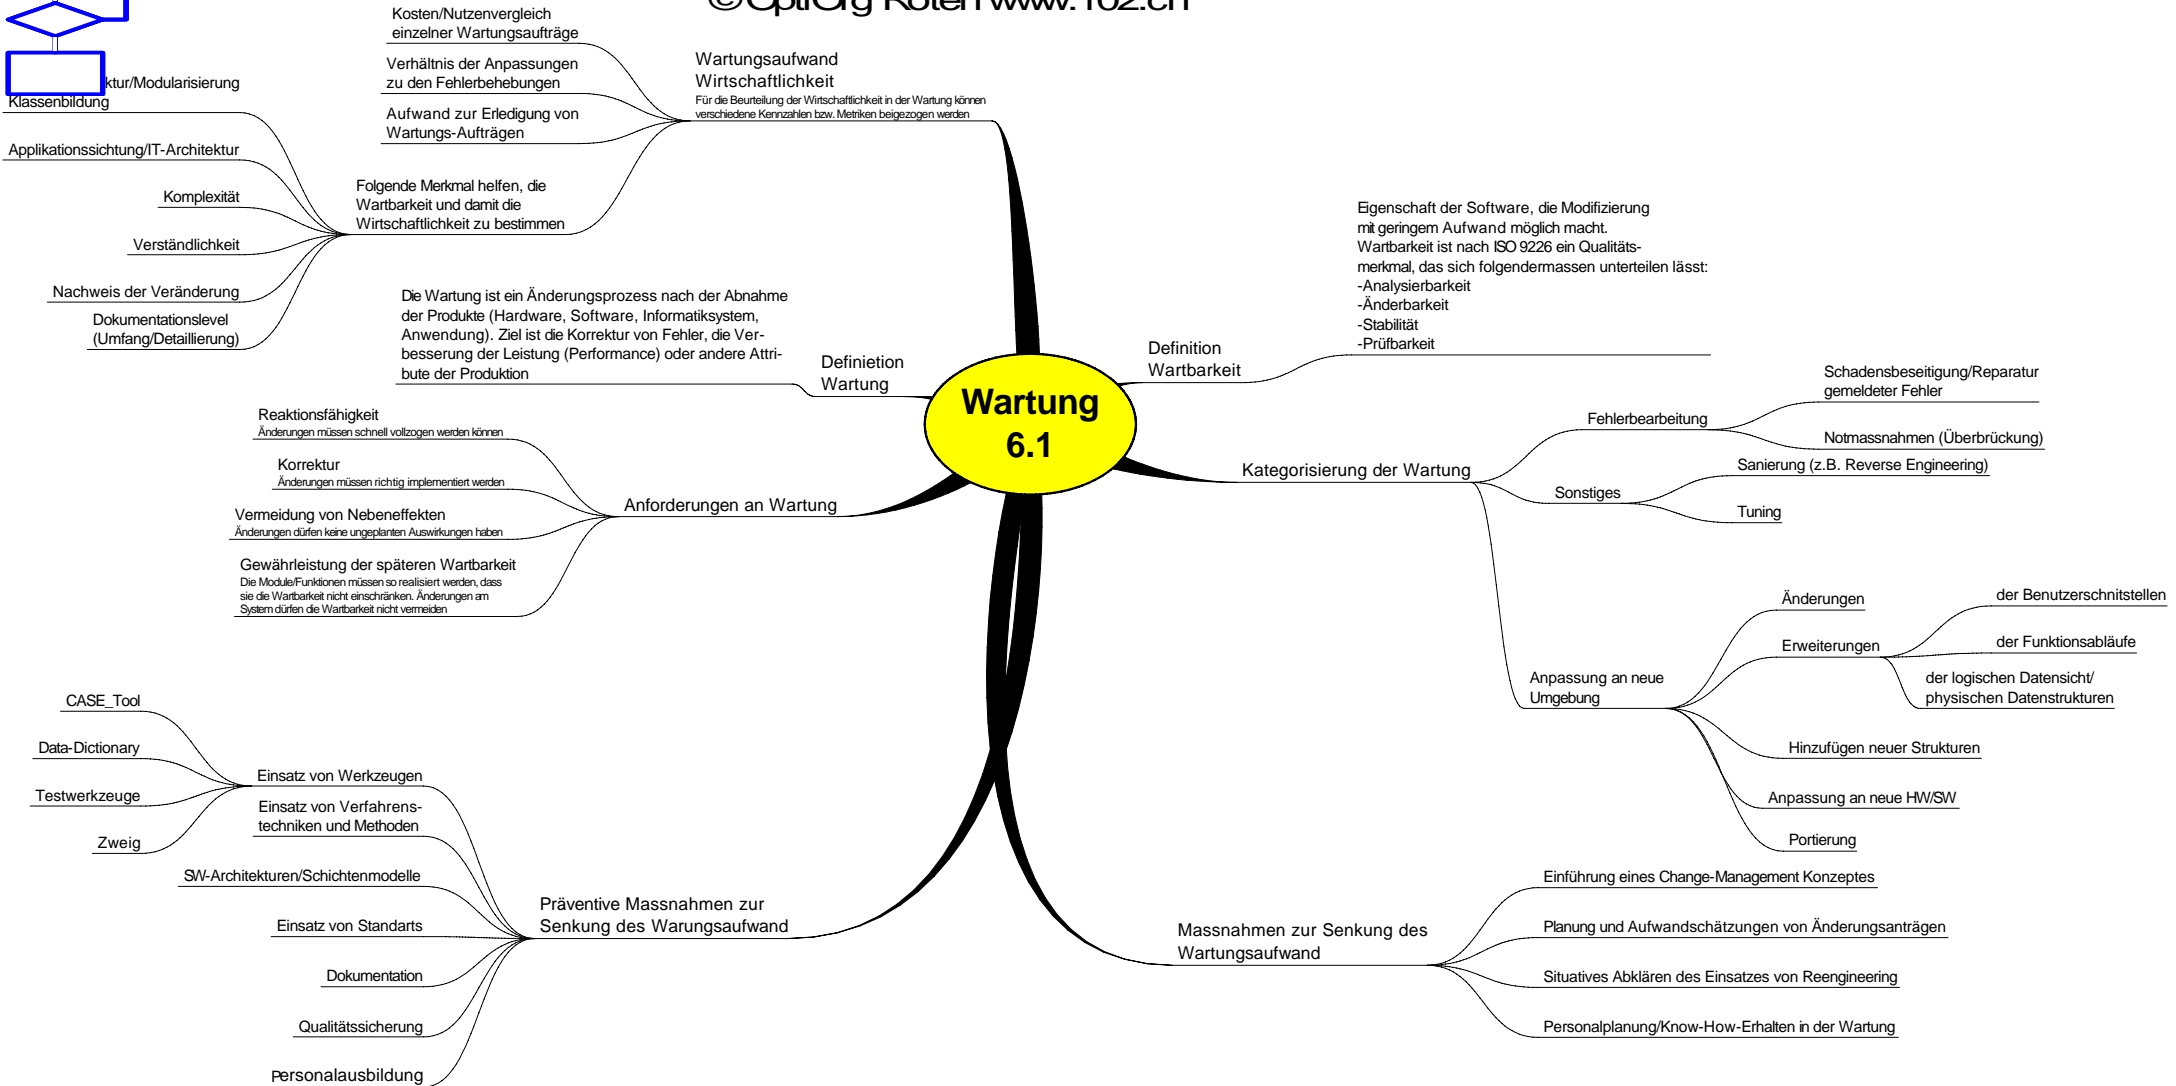 Kosten/Nutzenvergleich
einzelner Wartungsaufträge
Verhältnis der Anpassungen
zu den Fehlerbehebungen
Aufwand zur Erledigung von
Wartungs-Aufträgen
Wartungsaufwand
Wirtschaftlichkeit
Für die Beurteilung der Wirtschaftlichkeit in der Wartung können
verschiedene Kennzahlen bzw. Metriken beigezogen werden
Klassenbildung
Applikationssichtung/IT-Architektur
Komplexität
Verständlichkeit
Nachweis der Veränderung
Dokumentationslevel
(Umfang/Detaillierung)
Folgende Merkmal helfen, die
Wartbarkeit und damit die
Wirtschaftlichkeit zu bestimmen
Die Wartung ist ein Änderungsprozess nach der Abnahme
der Produkte (Hardware, Software, Informatiksystem,
Anwendung). Ziel ist die Korrektur von Fehler, die Ver-
besserung der Leistung (Performance) oder andere Attri-
bute der Produktion
Definietion
Wartung
Reaktionsfähigkeit
Änderungen müssen schnell vollzogen werden können
Korrektur
Änderungen müssen richtig implementiert werden
Vermeidung von Nebeneffekten
Änderungen dürfen keine ungeplanten Auswirkungen haben
Gewährleistung der späteren Wartbarkeit
Die Module/Funktionen müssen so realisiert werden, dass
sie die Wartbarkeit nicht einschränken. Änderungen am
System dürfen die Wartbarkeit nicht vermeiden
Anforderungen an Wartung
CASE_Tool
Data-Dictionary
Testwerkzeuge
Zweig
Einsatz von Werkzeugen
Einsatz von Verfahrens-
techniken und Methoden
SW-Architekturen/Schichtenmodelle
Einsatz von Standarts
Dokumentation
Qualitätssicherung
Personalausbildung
Präventive Massnahmen zur
Senkung des Warungsaufwand
Wartung
6.1
Definition
Wartbarkeit
Eigenschaft der Software, die Modifizierung
mit geringem Aufwand möglich macht.
Wartbarkeit ist nach ISO 9226 ein Qualitäts-
merkmal, das sich folgendermassen unterteilen lässt:
-Analysierbarkeit
-Änderbarkeit
-Stabilität
-Prüfbarkeit
Kategorisierung der Wartung
Fehlerbearbeitung
Schadensbeseitigung/Reparatur
gemeldeter Fehler
Notmassnahmen (Überbrückung)
Sonstiges
Sanierung (z.B. Reverse Engineering)
Tuning
Anpassung an neue
Umgebung
Änderungen
Erweiterungen
der Benutzerschnitstellen
der Funktionsabläufe
der logischen Datensicht/
physischen Datenstrukturen
Hinzufügen neuer Strukturen
Anpassung an neue HW/SW
Portierung
Massnahmen zur Senkung des
Wartungsaufwand
Einführung eines Change-Management Konzeptes
Planung und Aufwandschätzungen von Änderungsanträgen
Situatives Abklären des Einsatzes von Reengineering
Personalplanung/Know-How-Erhalten in der Wartung